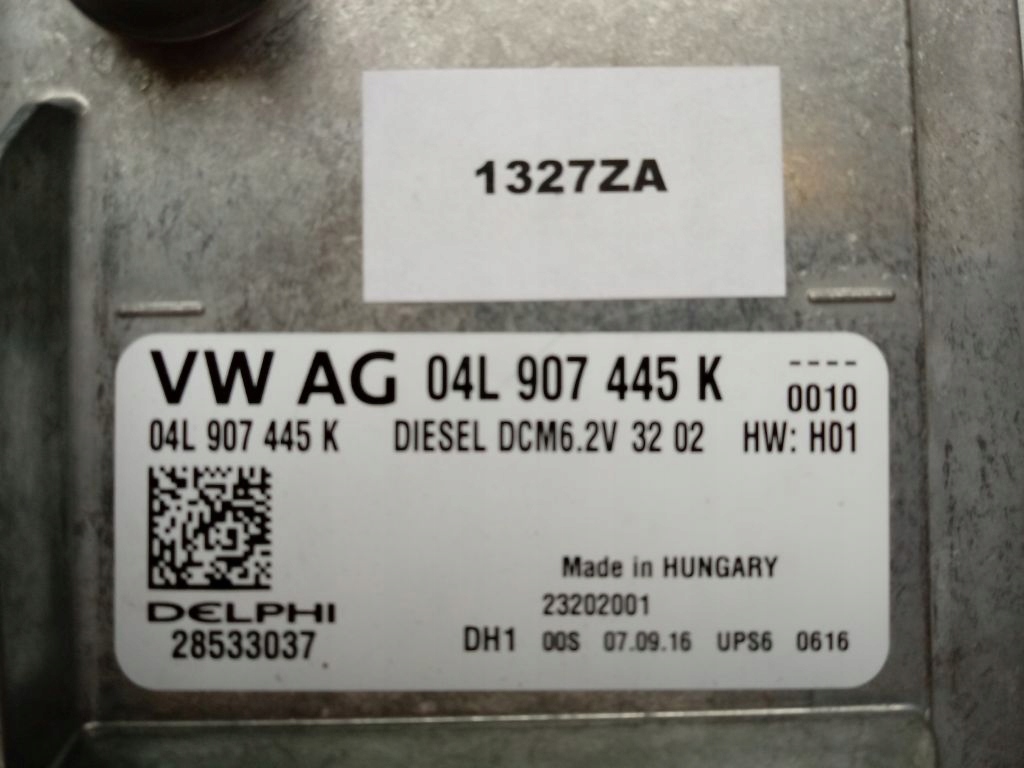 1327ZA
VW AG 04L 907 445 K ----
0010
04L 907 445 K DIESEL DCM6.2V 32 02 HW: H01
Made in HUNGARY
DELPHI 23202001
28533037 DH1 00S 07.09.16 UPS6 0616